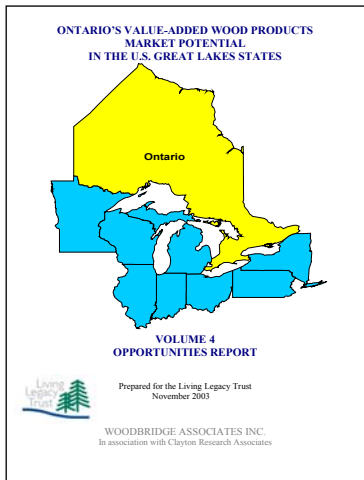 ONTARIO'S VALUE-ADDED WOOD PRODUCTS
MARKET POTENTIAL
IN THE U.S. GREAT LAKES STATES
Ontario
VOLUME 4
OPPORTUNITIES REPORT
Living
Legacy
Trust
Prepared for the Living Legacy Trust
November 2003
WOODBRIDGE ASSOCIATES INC.
In association with Clayton Research Associates